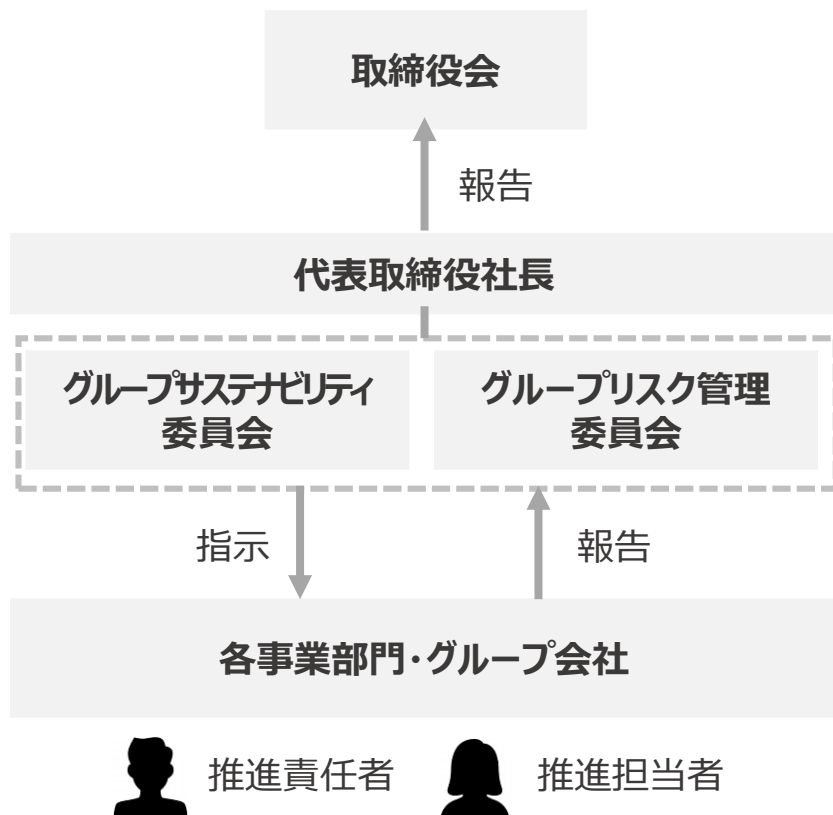 取締役会
報告
代表取締役社長
グループサステナビリティ
委員会
グループリスク管理
委員会
指示
報告
各事業部門・グループ会社
推進責任者
推進担当者